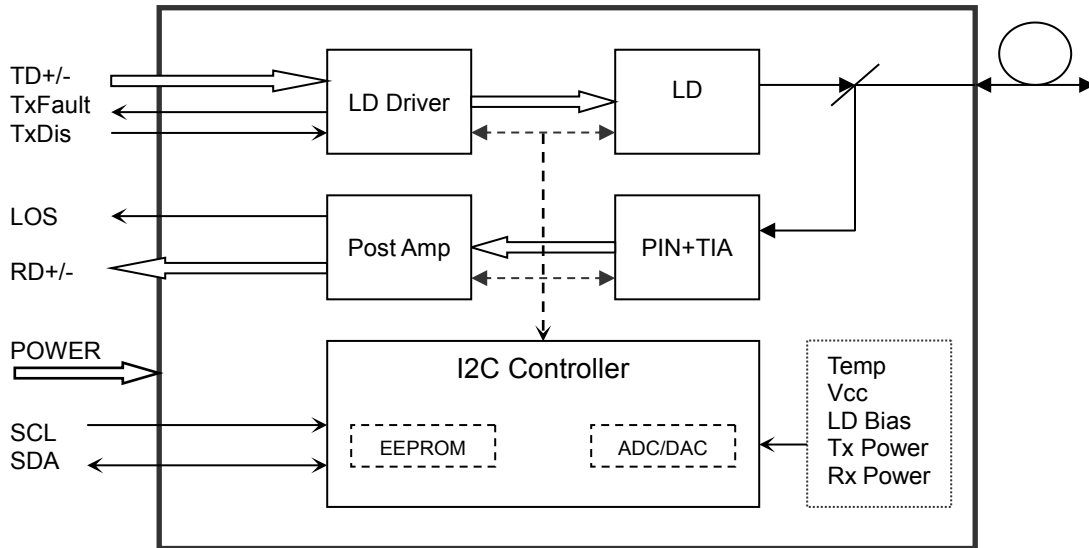 TD+/-
TxFault
TxDis
LD Driver
LD
LOS
RD+/-
Post Amp
PIN+TIA
POWER
SCL
SDA
I2C Controller
EEPROM
ADC/DAC
Temp
Vcc
LD Bias
Tx Power
Rx Power